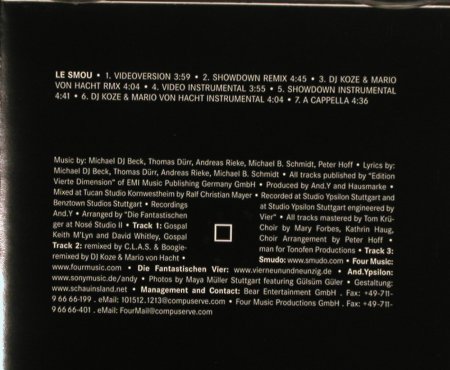 LE SMOU • 1. VIDEOVERSION 3:59 • 2. SHOWDOWN REMIX 4:45 • 3. DJ KOZE & MARIO
VON HACHT RMX 4:04 • 4. VIDEO INSTRUMENTAL 3:55 • 5. SHOWDOWN INSTRUMENTAL
4:41 • 6. DJ KOZE & MARIO VON HACHT INSTRUMENTAL 4:04 • 7. A CAPPELLA 4:36
Music by: Michael DJ Beck, Thomas Dürr, Andreas Rieke, Michael B. Schmidt, Peter Hoff • Lyrics by:
Michael DJ Beck, Thomas Dürr, Andreas Rieke, Michael B. Schmidt. • All tracks published by "Edition
Vierte Dimension" of EMI Music Publishing Germany GmbH • Produced by And.Y and Hausmarke •
Mixed at Tucan Studio Kornwestheim by Ralf Christian Mayer • Recorded at Studio Ypsilon Stuttgart and
Benztown Studios Stuttgart • Recordings at Studio Ypsilon Stuttgart engineered by
And.Y • Arranged by "Die Fantastischen Vier" • All tracks mastered by Tom Krü-
ger at Nosé Studio II • Track 1: Gospal Choir by Mary Forbes, Kathrin Haug,
Keith M'Lyn and David Whitley, Gospal Choir Arrangement by Peter Hoff •
Track 2: remixed by C.L.A.S. & Boogie- man for Tonofen Productions • Track 3:
remixed by DJ Koze and Mario von Hacht • Smudo: www.smudo.com • Four Music:
www.fourmusic.com • Die Fantastischen Vier: www.vierneunundneunzig.de • And.Ypsilon:
www.sonymusic.de/andy • Photos by Maya Müller Stuttgart featuring Gülsüm Güler • Gestaltung:
www.schauinsland.net • Management and Contact: Bear Entertainment GmbH . Fax: +49-711-
9 66 66-199 . eMail: 101512.1213@compuserve.com • Four Music Productions GmbH . Fax: +49-711-
9 66 66-401 . eMail: FourMail@compuserve.com